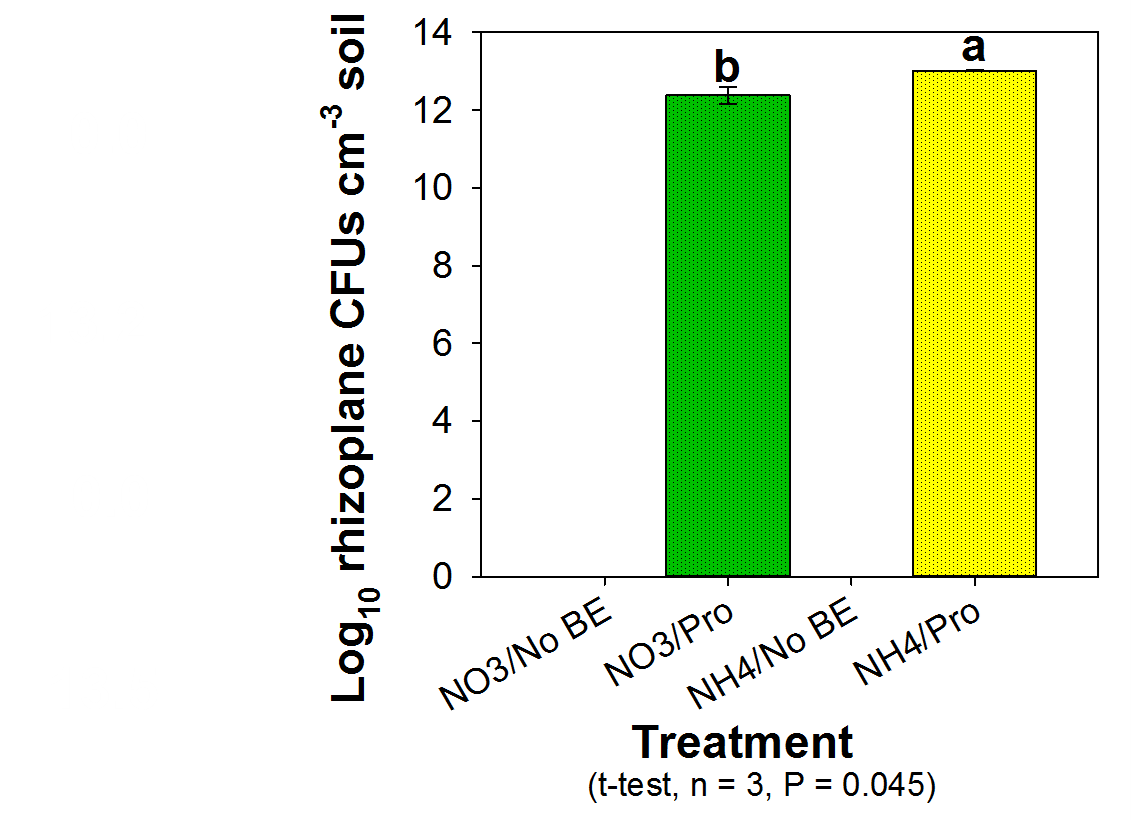 Log10 rhizoplane CFUs cm-3 soil
14
12
10
8
6
4
2
0
b
a
NO3/No BE
NO3/Pro
NH4/No BE
NH4/Pro
Treatment
(t-test, n = 3, P = 0.045)